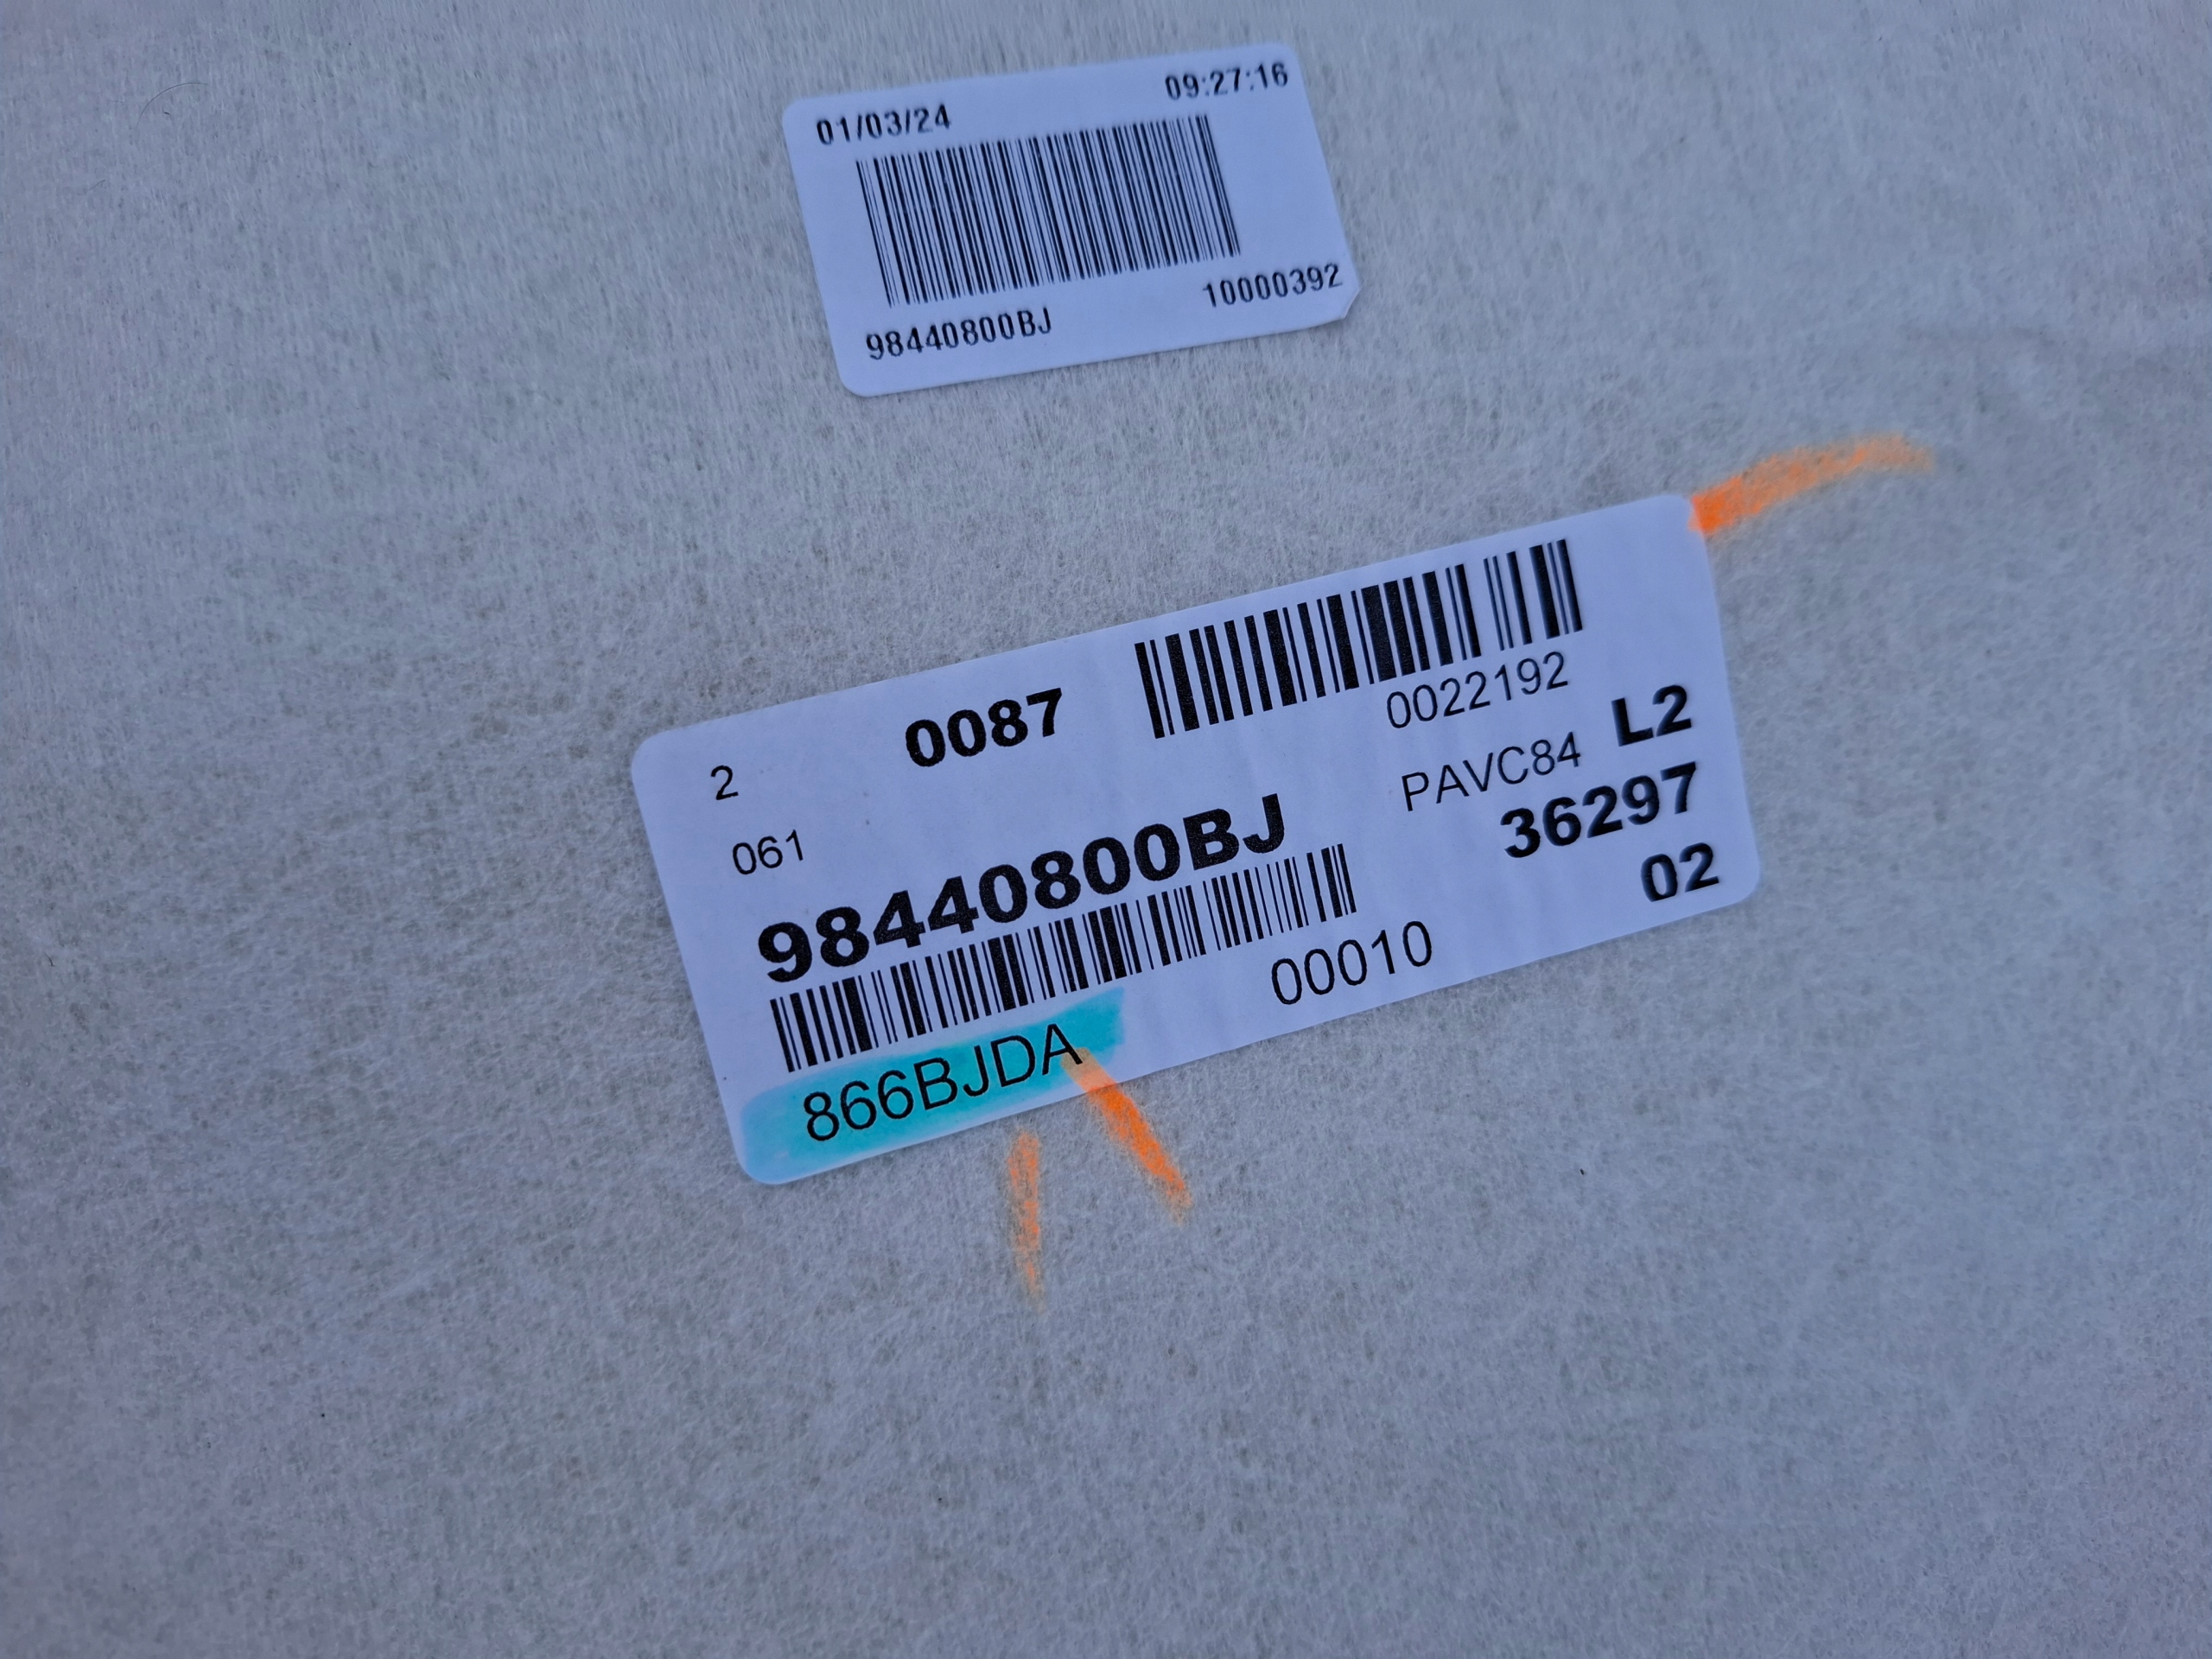 01/03/24 09:27:16
98440800BJ 10000392
2 0087 0022192
061 PAVC84 L2
98440800BJ 36297
00010 02
866BJDA